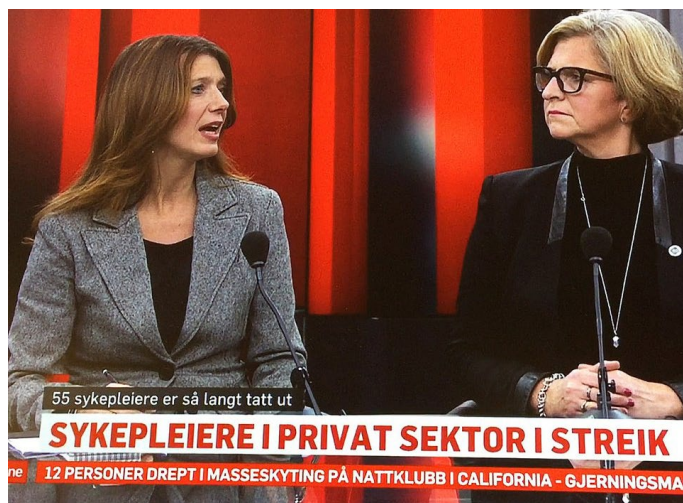 55 sykepleiere er så langt tatt ut
SYKEPLEIERE I PRIVAT SEKTOR I STREIK
ne 12 PERSONER DREPT I MASSESKYTING PÅ NATTKLUBB I CALIFORNIA - GJERNINGSMA